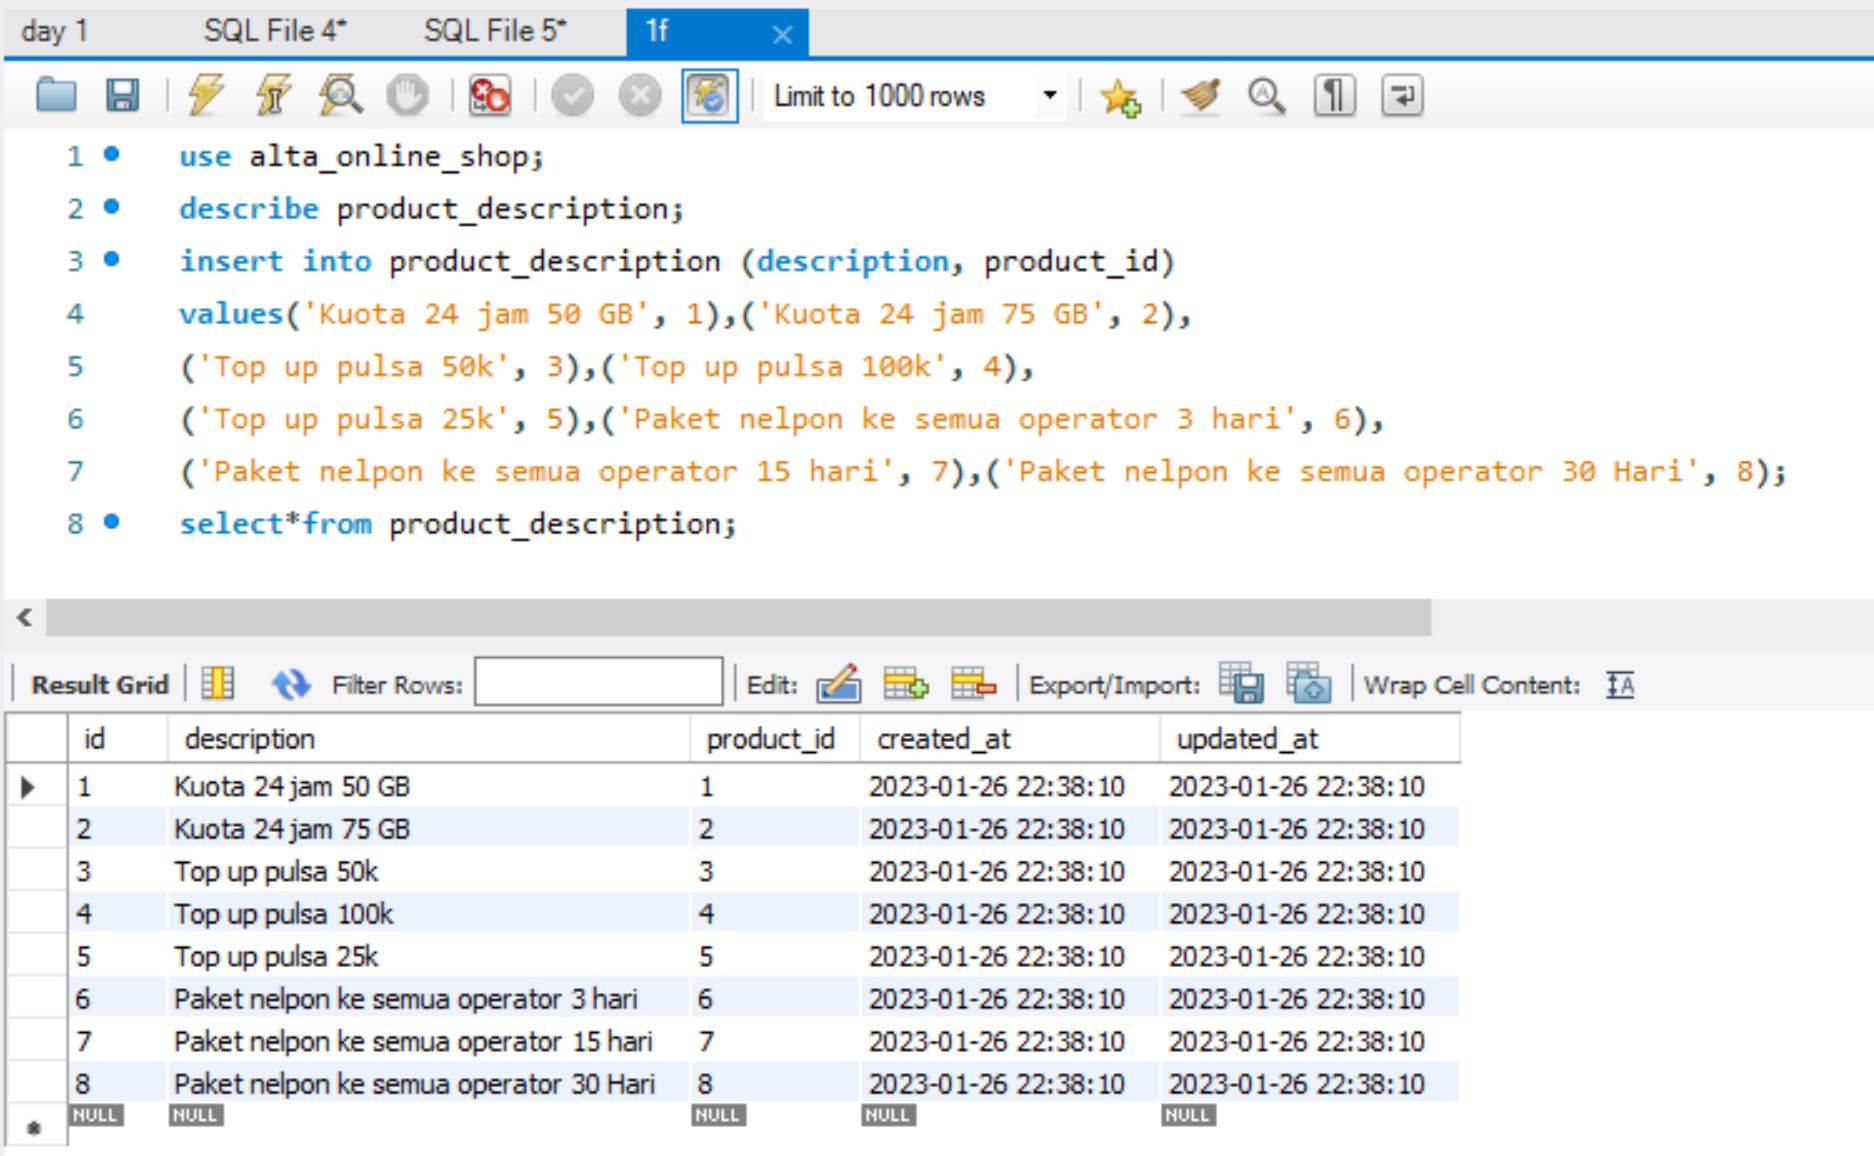 day 1 SQL File 4* SQL File 5* 1f ×
Limit to 1000 rows
1 use alta_online_shop;
2 describe product_description;
3 insert into product_description (description, product_id)
4 values('Kuota 24 jam 50 GB', 1),('Kuota 24 jam 75 GB', 2),
5 ('Top up pulsa 50k', 3),('Top up pulsa 100k', 4),
6 ('Top up pulsa 25k', 5),('Paket nelpon ke semua operator 3 hari', 6),
7 ('Paket nelpon ke semua operator 15 hari', 7),('Paket nelpon ke semua operator 30 Hari', 8);
8 select*from product_description;
Result Grid Filter Rows: Edit: Export/Import: Wrap Cell Content: IA
id description product_id created_at updated_at
1 Kuota 24 jam 50 GB 1 2023-01-26 22:38:10 2023-01-26 22:38:10
2 Kuota 24 jam 75 GB 2 2023-01-26 22:38:10 2023-01-26 22:38:10
3 Top up pulsa 50k 3 2023-01-26 22:38:10 2023-01-26 22:38:10
4 Top up pulsa 100k 4 2023-01-26 22:38:10 2023-01-26 22:38:10
5 Top up pulsa 25k 5 2023-01-26 22:38:10 2023-01-26 22:38:10
6 Paket nelpon ke semua operator 3 hari 6 2023-01-26 22:38:10 2023-01-26 22:38:10
7 Paket nelpon ke semua operator 15 hari 7 2023-01-26 22:38:10 2023-01-26 22:38:10
8 Paket nelpon ke semua operator 30 Hari 8 2023-01-26 22:38:10 2023-01-26 22:38:10
NULL NULL NULL NULL NULL